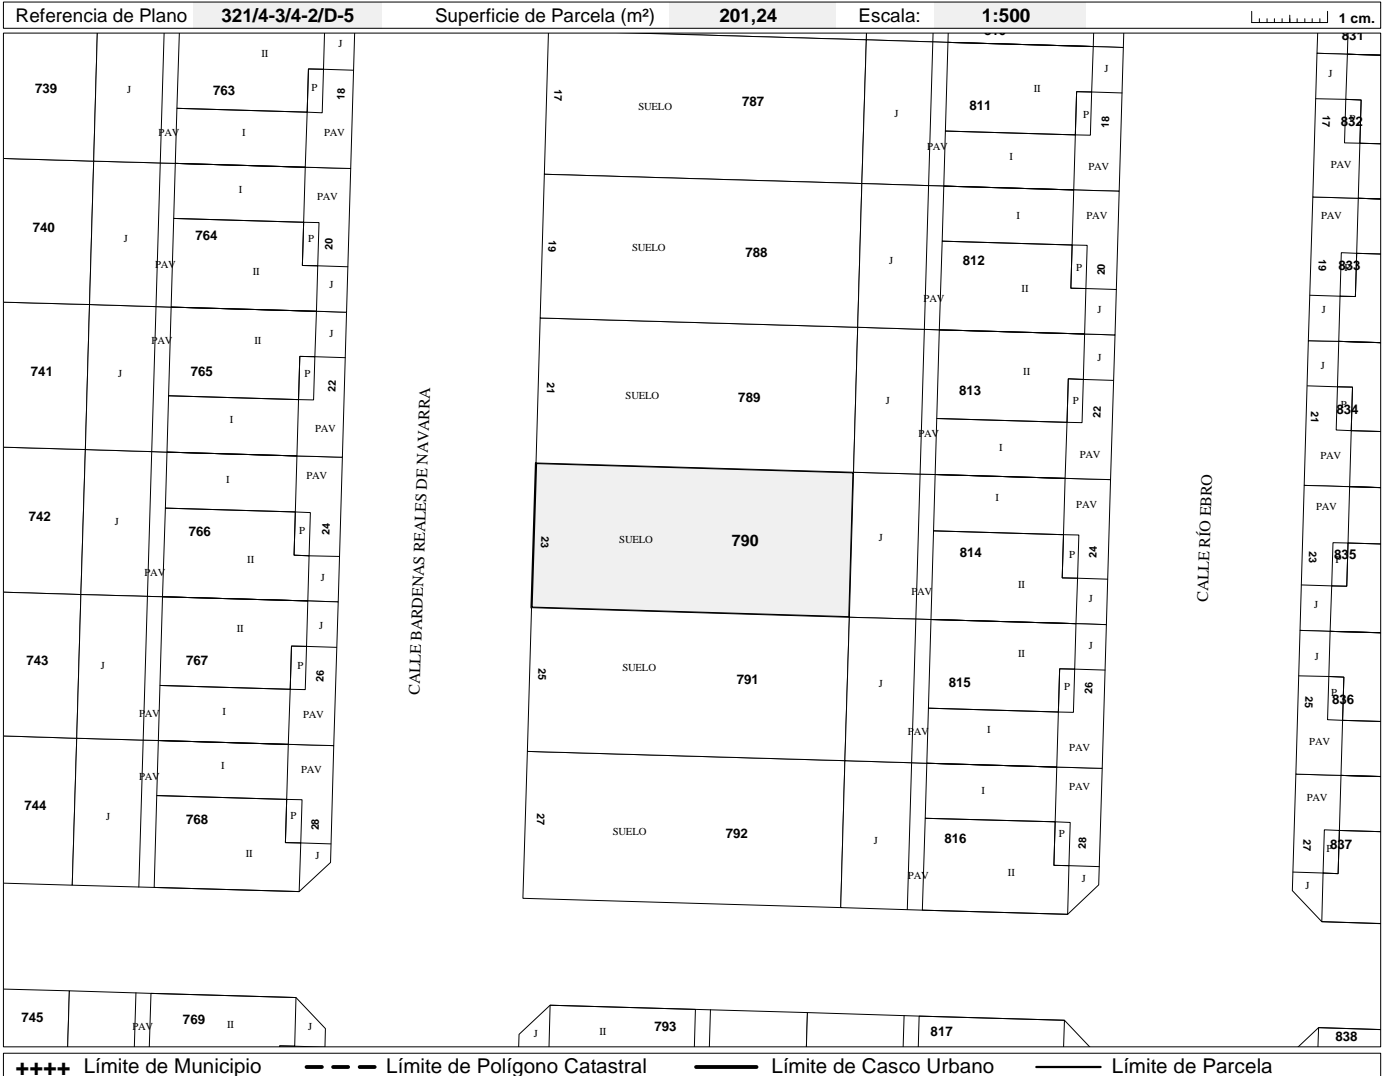 Referencia de Plano 321/4-3/4-2/D-5 Superficie de Parcela (m²) 201,24 Escala: 1:500 1 cm.
831
II J J
739 J 763 P 18 17 SUELO 787 J 811 II P 18 17 P 832
PAV I PAV PAV I PAV PAV
I PAV I PAV PAV
740 J 764 P 20 19 SUELO 788 J 812 P 20 19 P 833
PAV II J PAV II J J
PAV II J II J J
741 J 765 P 22 21 SUELO 789 J 813 P 22 21 P 834
I PAV PAV I PAV PAV
CALLE BARDENAS REALES DE NAVARRA
CALLE RÍO EBRO
I PAV I PAV PAV
742 J 766 P 24 23 SUELO 790 J 814 P 24 23 P 835
PAV II J PAV II J J
II J II J J
743 J 767 P 26 25 SUELO 791 J 815 P 26 25 P 836
PAV I PAV PAV I PAV PAV
PAV I PAV I PAV PAV
744 J 768 P 28 27 SUELO 792 J 816 P 28 27 P 837
II J PAV II J J
745 PAV 769 II J J II 793 817 838
++++ Límite de Municipio Límite de Polígono Catastral Límite de Casco Urbano Límite de Parcela